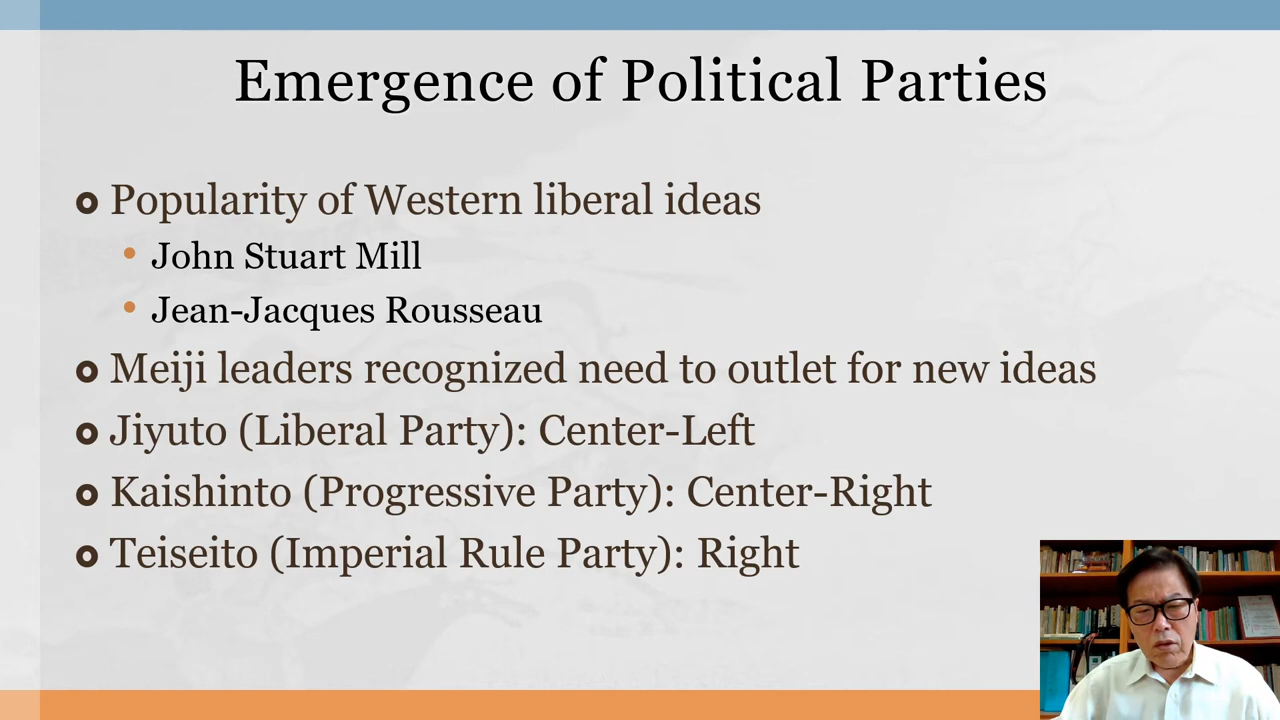 Emergence of Political Parties
Popularity of Western liberal ideas
John Stuart Mill
Jean-Jacques Rousseau
Meiji leaders recognized need to outlet for new ideas
Jiyuto (Liberal Party): Center-Left
Kaishinto (Progressive Party): Center-Right
Teiseito (Imperial Rule Party): Right